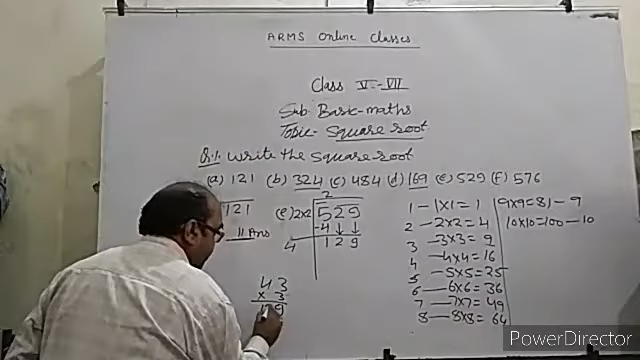 ARMS Online Classes
Class V-VII
Sub: Basic-maths
Topic- Square root
Q.1. Write the square root
(a) 121 (b) 324 (c) 484 (d) 169 (e) 529 (f) 576
121
11 Ans
2
(e) 2x2 529
-4↓↓
4 129
43
x 3
129
1 - 1x1= 1
2 - 2x2 = 4
3 - 3x3 = 9
4 - 4x4 = 16
5 - 5x5 = 25
6 - 6x6 = 36
7 - 7x7 = 49
8 - 8x8 = 64
9x9=81 - 9
10x10=100 - 10
PowerDirector